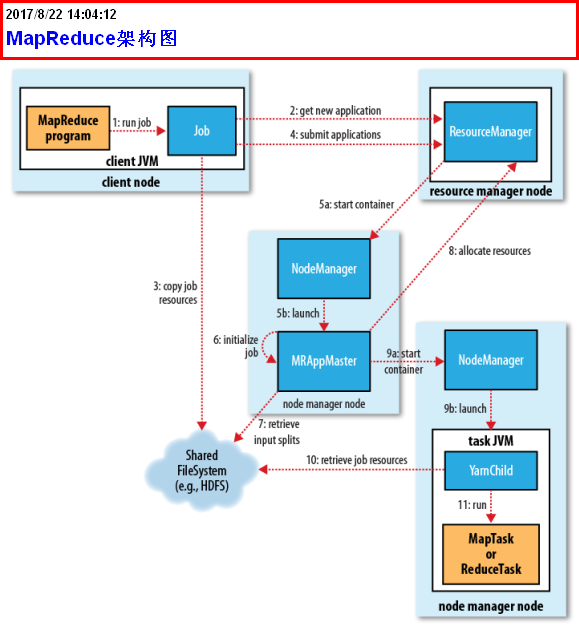 2017/8/22 14:04:12
MapReduce架构图
MapReduce
program
1: run job
Job
client JVM
client node
2: get new application
4: submit applications
ResourceManager
resource manager node
5a: start container
8: allocate resources
3: copy job
resources
NodeManager
5b: launch
6: initialize
job
MRAppMaster
node manager node
9a: start
container
NodeManager
9b: launch
7: retrieve
input splits
Shared
FileSystem
(e.g., HDFS)
10: retrieve job resources
task JVM
YarnChild
11: run
MapTask
or
ReduceTask
node manager node